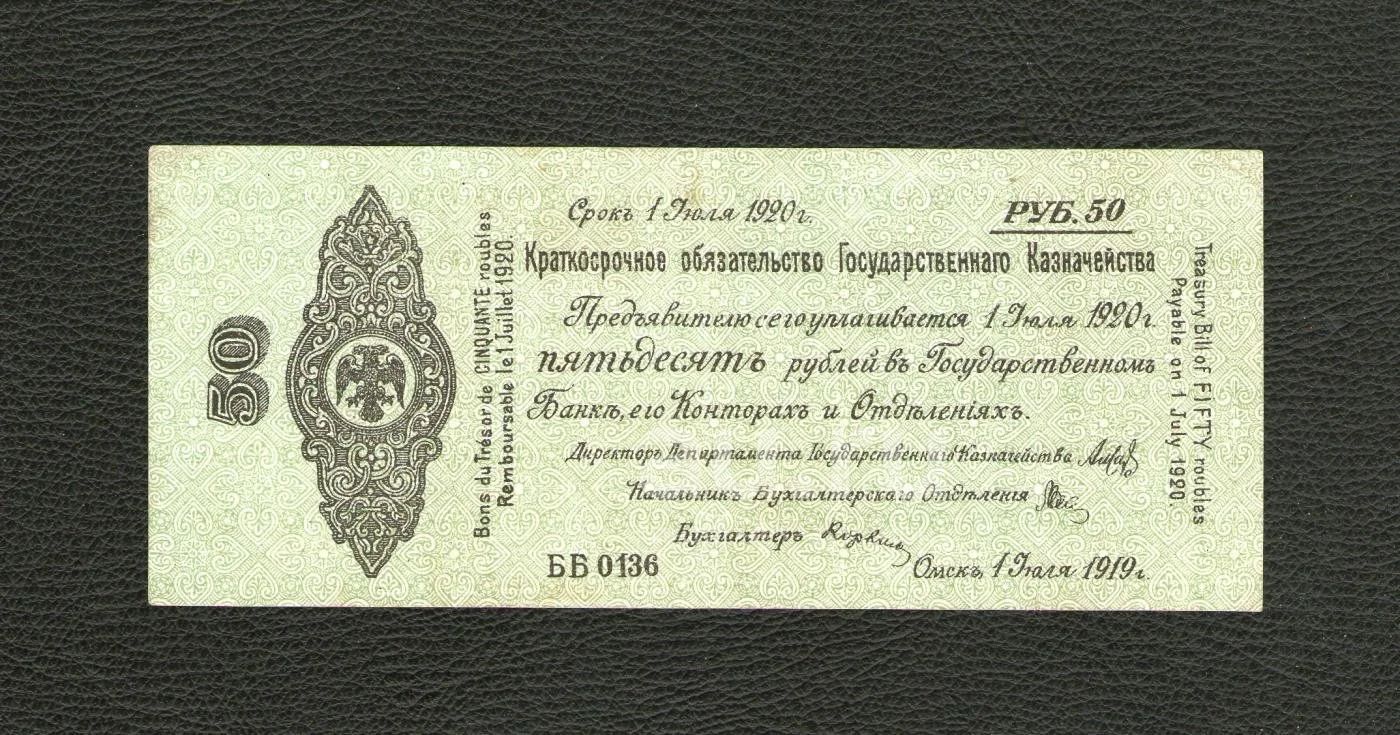 50
Bons du Trésor de CINQUANTE roubles
Remboursable le 1 Juillet 1920.
Срокъ 1 Июля 1920 г.
РУБ. 50
Краткосрочное обязательство Государственнаго Казначейства
Предъявителю сего уплачивается 1 Июля 1920 г.
пятьдесятъ рублей въ Государственномъ
Банкѣ, его Конторахъ и Отдѣленіяхъ.
Директоръ Департамента Государственнаго Казначейства
Начальникъ Бухгалтерскаго Отдѣленія
Бухгалтеръ
ББ 0136
Омскъ, 1 Июля 1919 г.
Treasury Bill of FIFTY roubles
Payable on 1 July 1920.